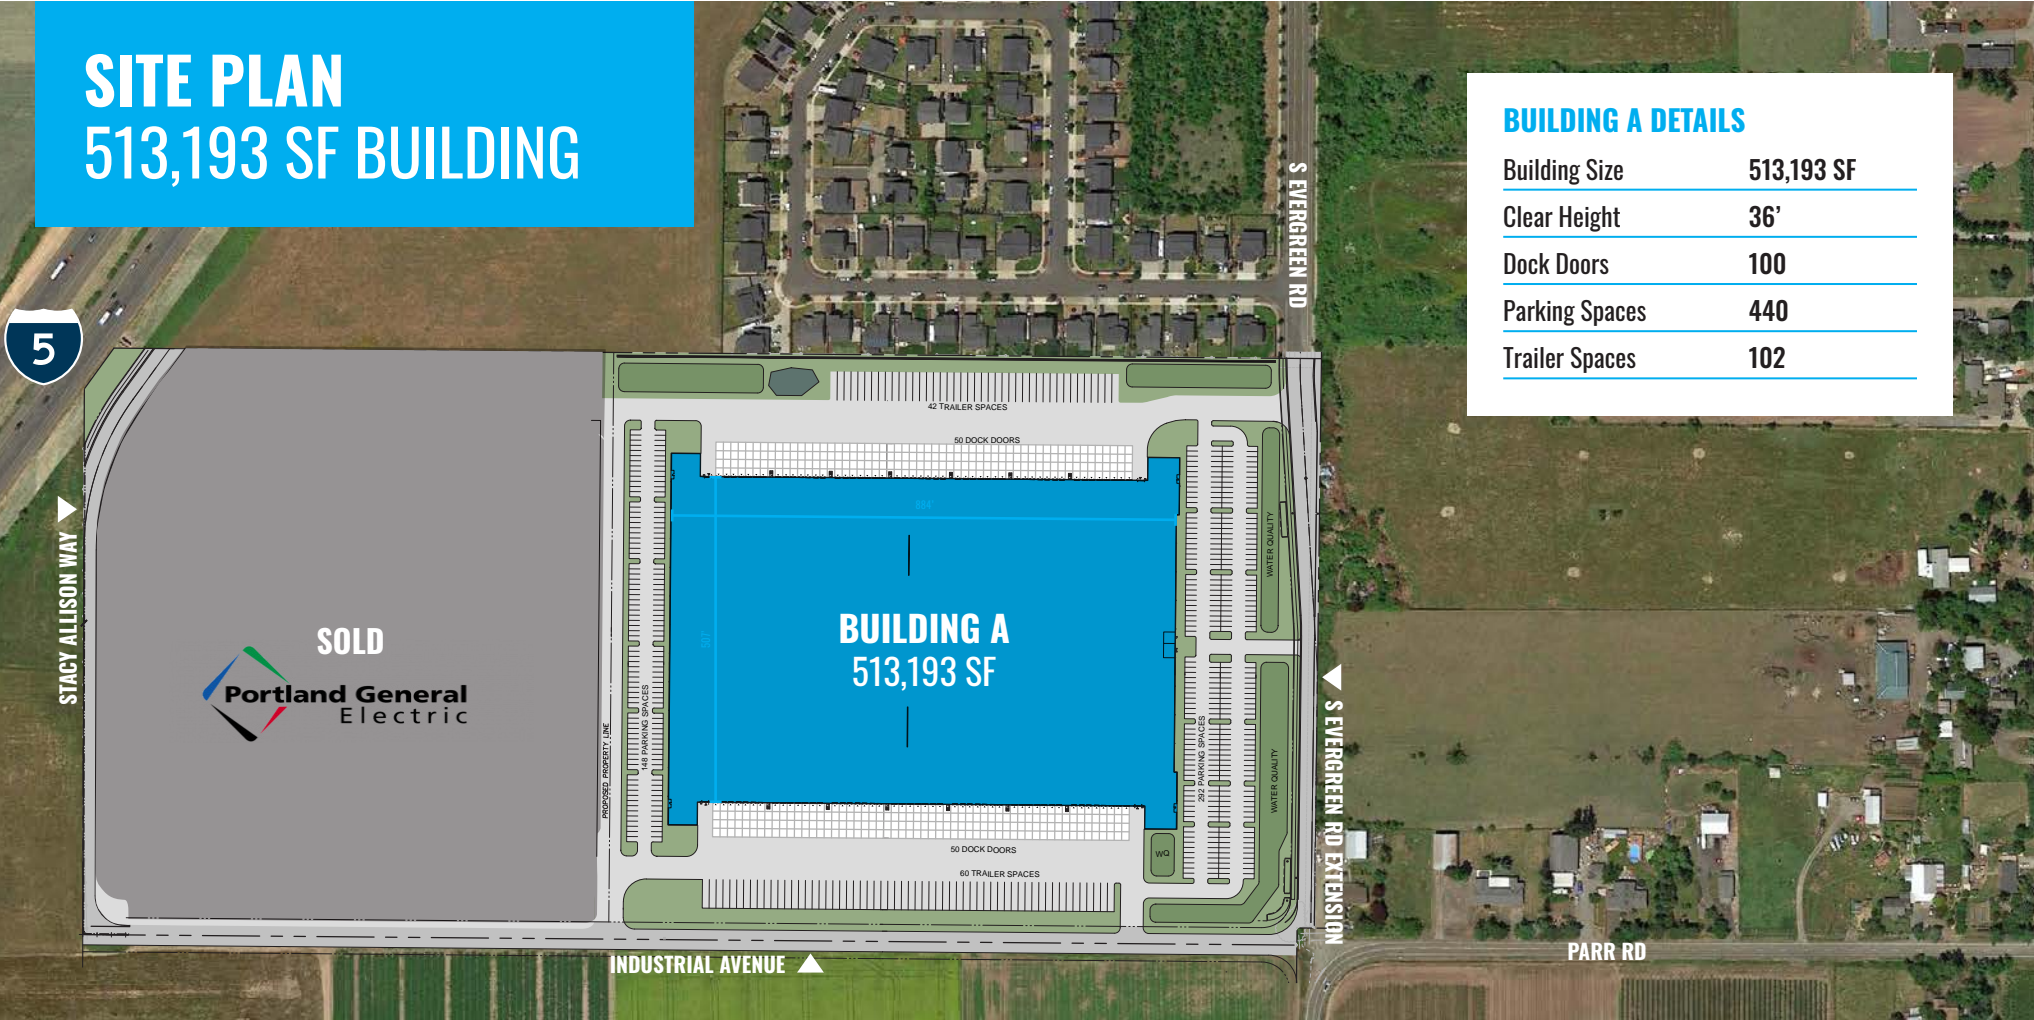 SITE PLAN
513,193 SF BUILDING
BUILDING A DETAILS
Building Size 513,193 SF
Clear Height 36’
Dock Doors 100
Parking Spaces 440
Trailer Spaces 102
S EVERGREEN RD
5
42 TRAILER SPACES
50 DOCK DOORS
884'
STACY ALLISON WAY
SOLD
Portland General
Electric
PROPOSED PROPERTY LINE
148 PARKING SPACES
BUILDING A
513,193 SF
292 PARKING SPACES
WATER QUALITY
WATER QUALITY
S EVERGREEN RD EXTENSION
50 DOCK DOORS
WQ
60 TRAILER SPACES
INDUSTRIAL AVENUE
PARR RD